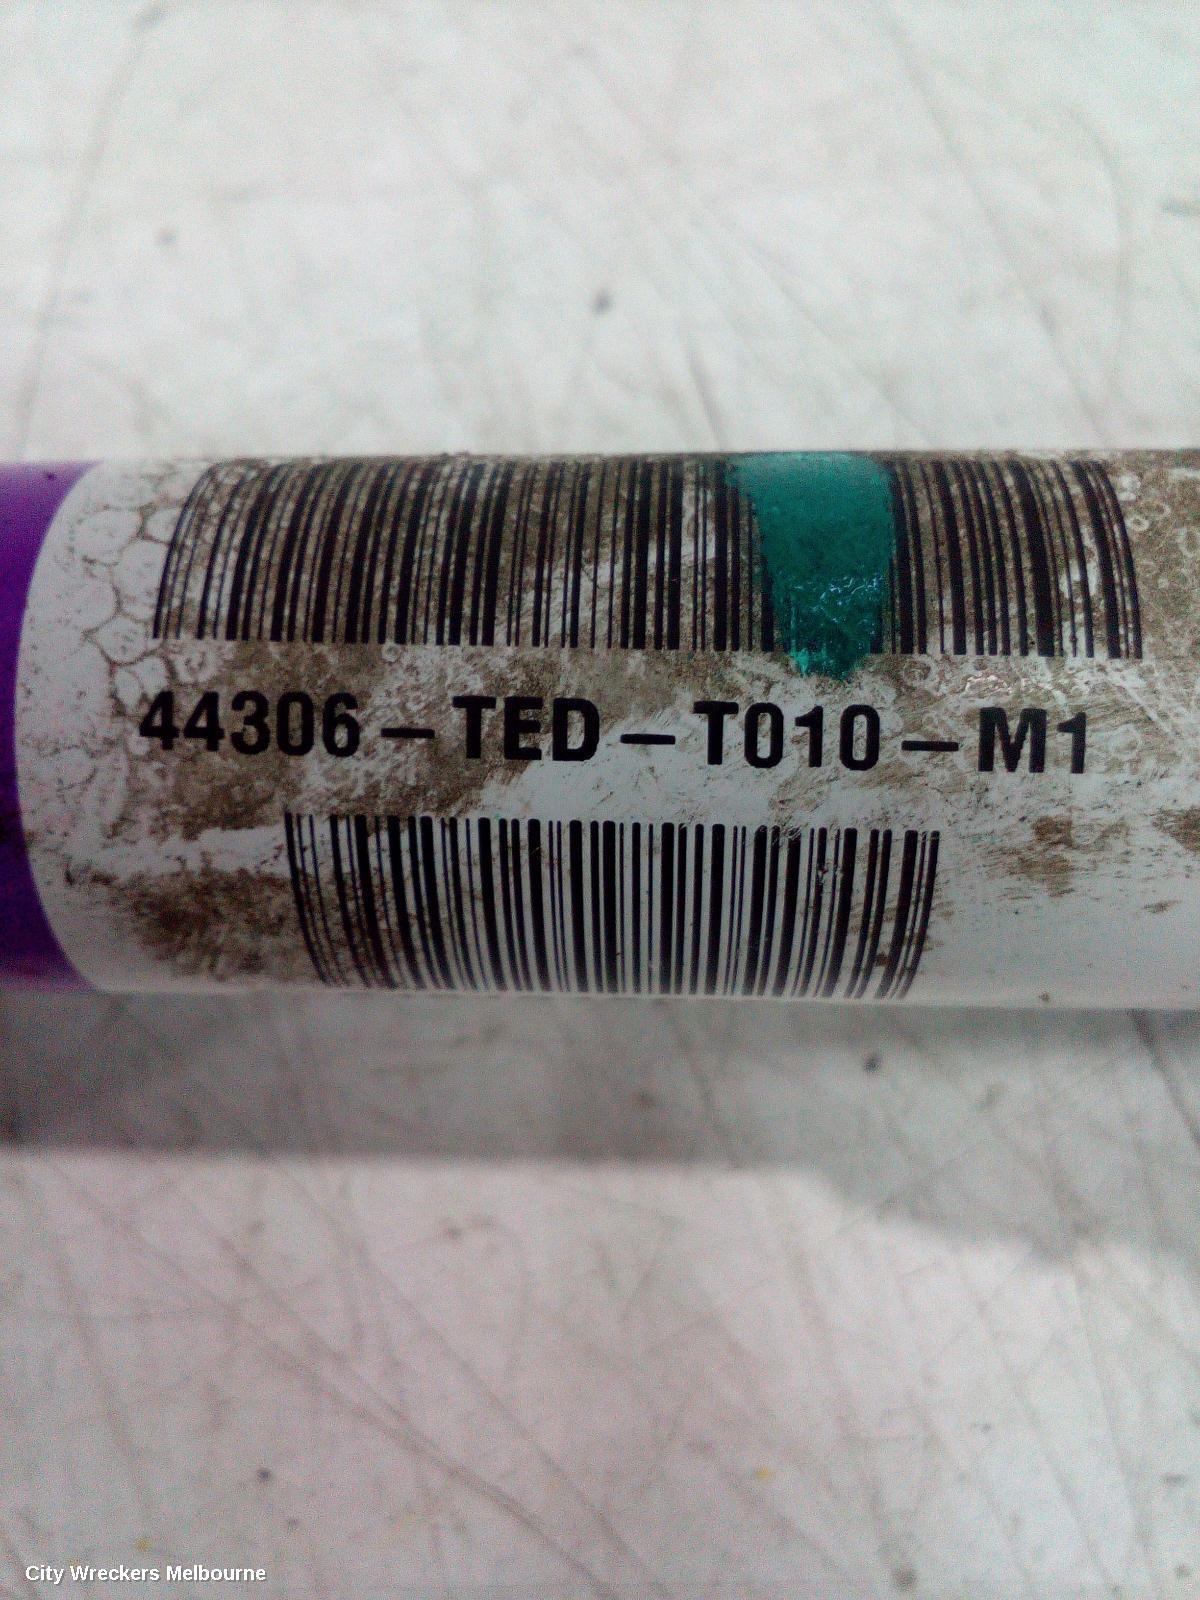 44306-TED-T010-M1
City Wreckers Melbourne